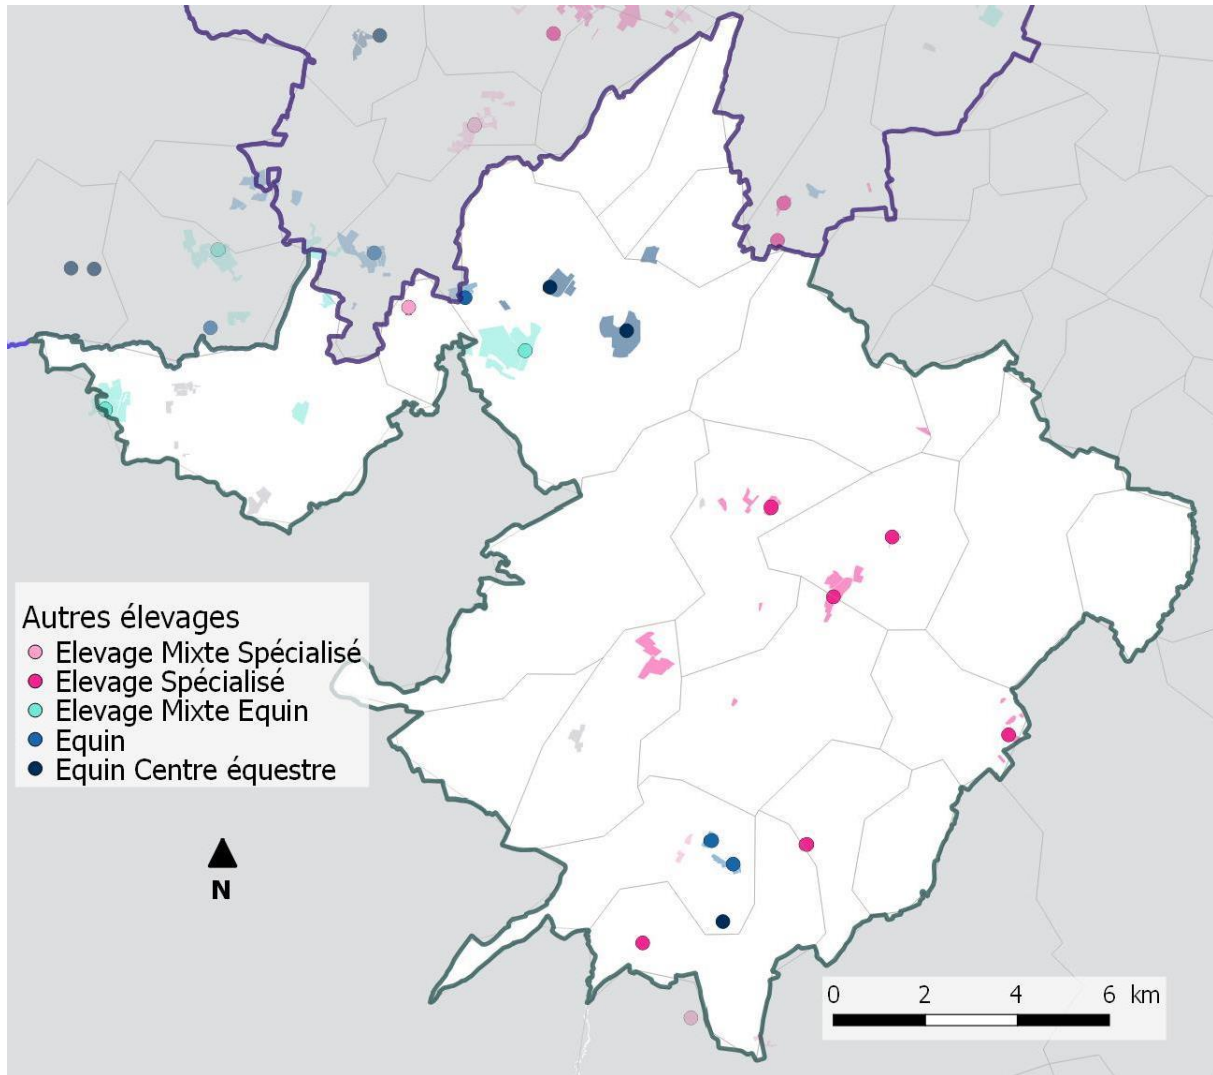 Autres élevages
Elevage Mixte Spécialisé
Elevage Spécialisé
Elevage Mixte Equin
Equin
Equin Centre équestre
N
0 2 4 6 km